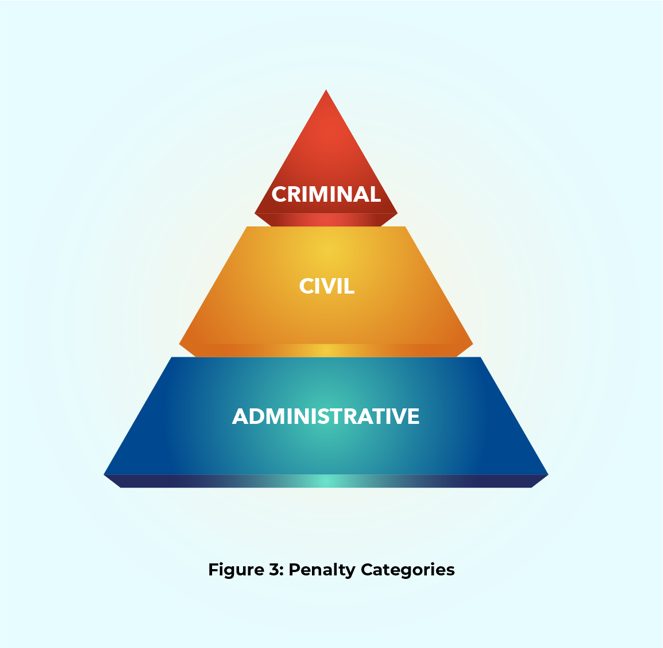 CRIMINAL
CIVIL
ADMINISTRATIVE
Figure 3: Penalty Categories